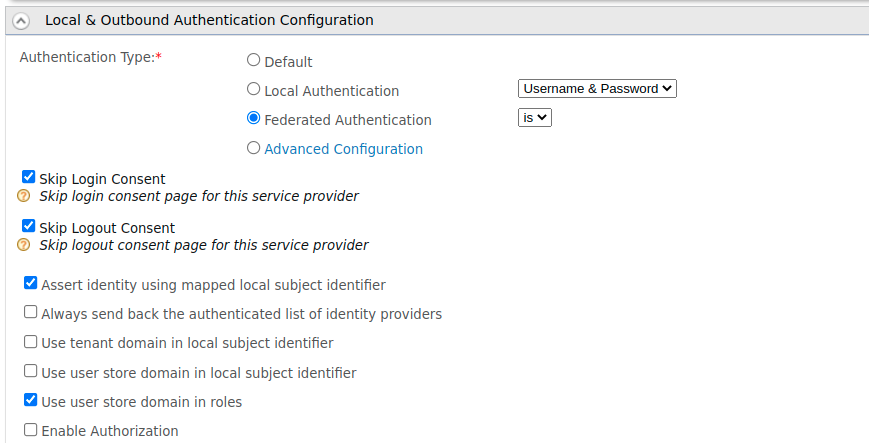 Local & Outbound Authentication Configuration
Authentication Type:*
Default
Local Authentication
Username & Password
Federated Authentication
is
Advanced Configuration
Skip Login Consent
? Skip login consent page for this service provider
Skip Logout Consent
? Skip logout consent page for this service provider
Assert identity using mapped local subject identifier
Always send back the authenticated list of identity providers
Use tenant domain in local subject identifier
Use user store domain in local subject identifier
Use user store domain in roles
Enable Authorization